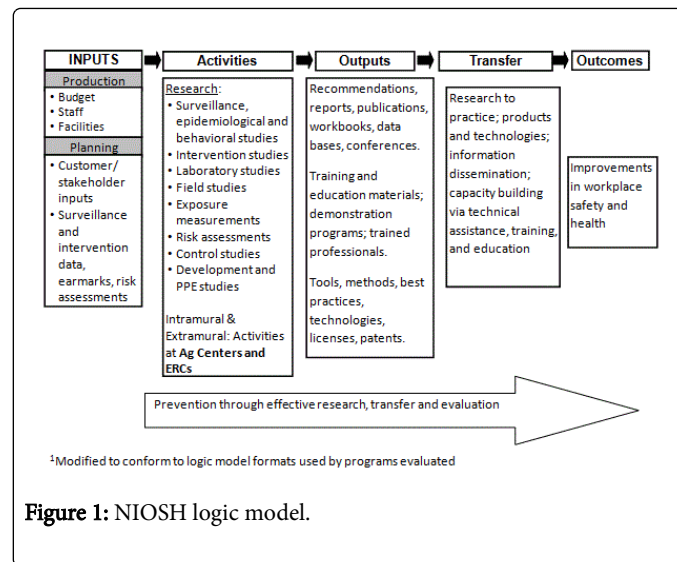 INPUTS
Production
• Budget
• Staff
• Facilities
Planning
• Customer/
stakeholder
inputs
• Surveillance
and
intervention
data,
earmarks, risk
assessments
Activities
Research:
• Surveillance,
epidemiological and
behavioral studies
• Intervention studies
• Laboratory studies
• Field studies
• Exposure
measurements
• Risk assessments
• Control studies
• Development and
PPE studies
Intramural &
Extramural: Activities
at Ag Centers and
ERCs
Outputs
Recommendations,
reports, publications,
workbooks, data
bases, conferences.
Training and
education materials;
demonstration
programs; trained
professionals.
Tools, methods, best
practices,
technologies,
licenses, patents.
Transfer
Research to
practice; products
and technologies;
information
dissemination;
capacity building
via technical
assistance, training,
and education
Outcomes
Improvements
in workplace
safety and
health
Prevention through effective research, transfer and evaluation
1Modified to conform to logic model formats used by programs evaluated
Figure 1: NIOSH logic model.